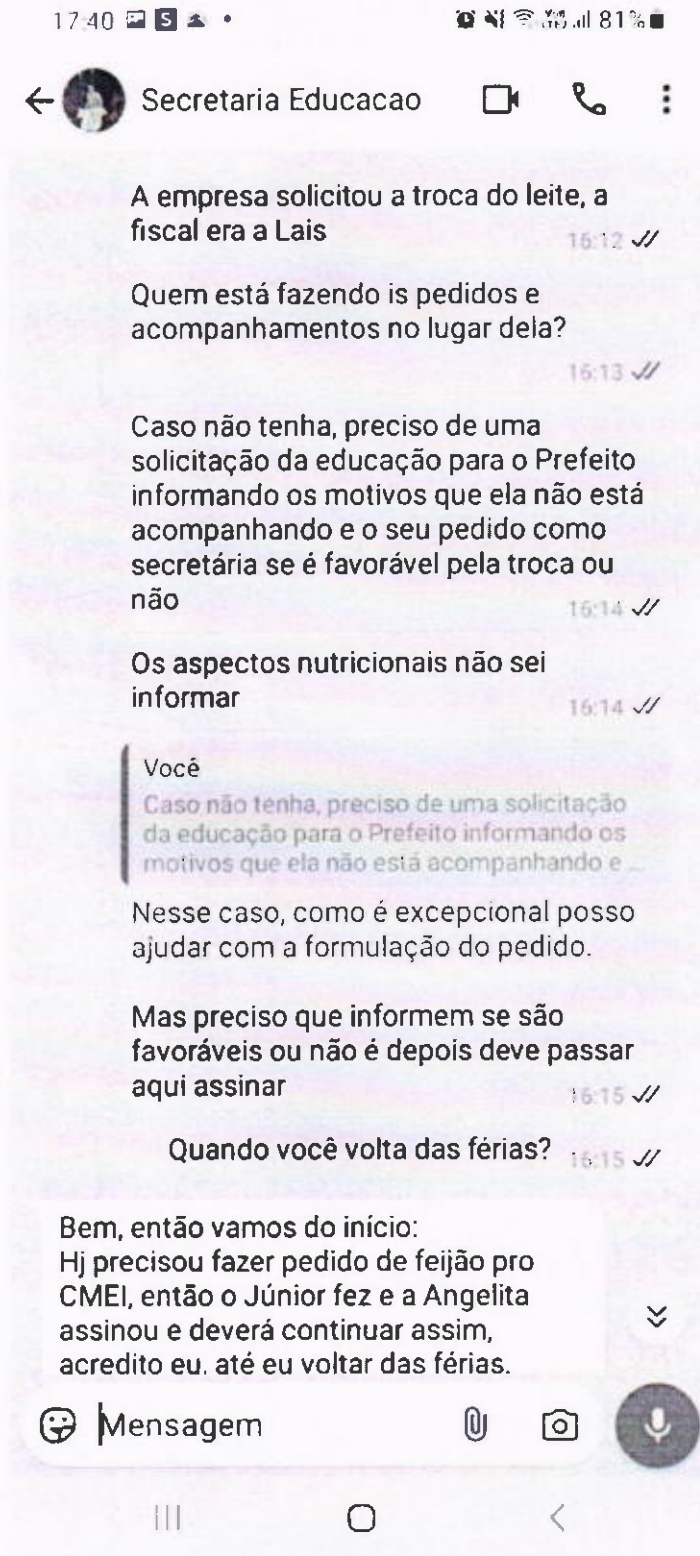 17:40 S 81%
Secretaria Educacao
A empresa solicitou a troca do leite, a
fiscal era a Lais
16:12
Quem está fazendo is pedidos e
acompanhamentos no lugar dela?
16:13
Caso não tenha, preciso de uma
solicitação da educação para o Prefeito
informando os motivos que ela não está
acompanhando e o seu pedido como
secretária se é favorável pela troca ou
não
16:14
Os aspectos nutricionais não sei
informar
16:14
Você
Caso não tenha, preciso de uma solicitação
da educação para o Prefeito informando os
motivos que ela não está acompanhando e ...
Nesse caso, como é excepcional posso
ajudar com a formulação do pedido.
Mas preciso que informem se são
favoráveis ou não é depois deve passar
aqui assinar
16:15
Quando você volta das férias? 16:15
Bem, então vamos do início:
Hj precisou fazer pedido de feijão pro
CMEI, então o Júnior fez e a Angelita
assinou e deverá continuar assim,
acredito eu, até eu voltar das férias.
Mensagem